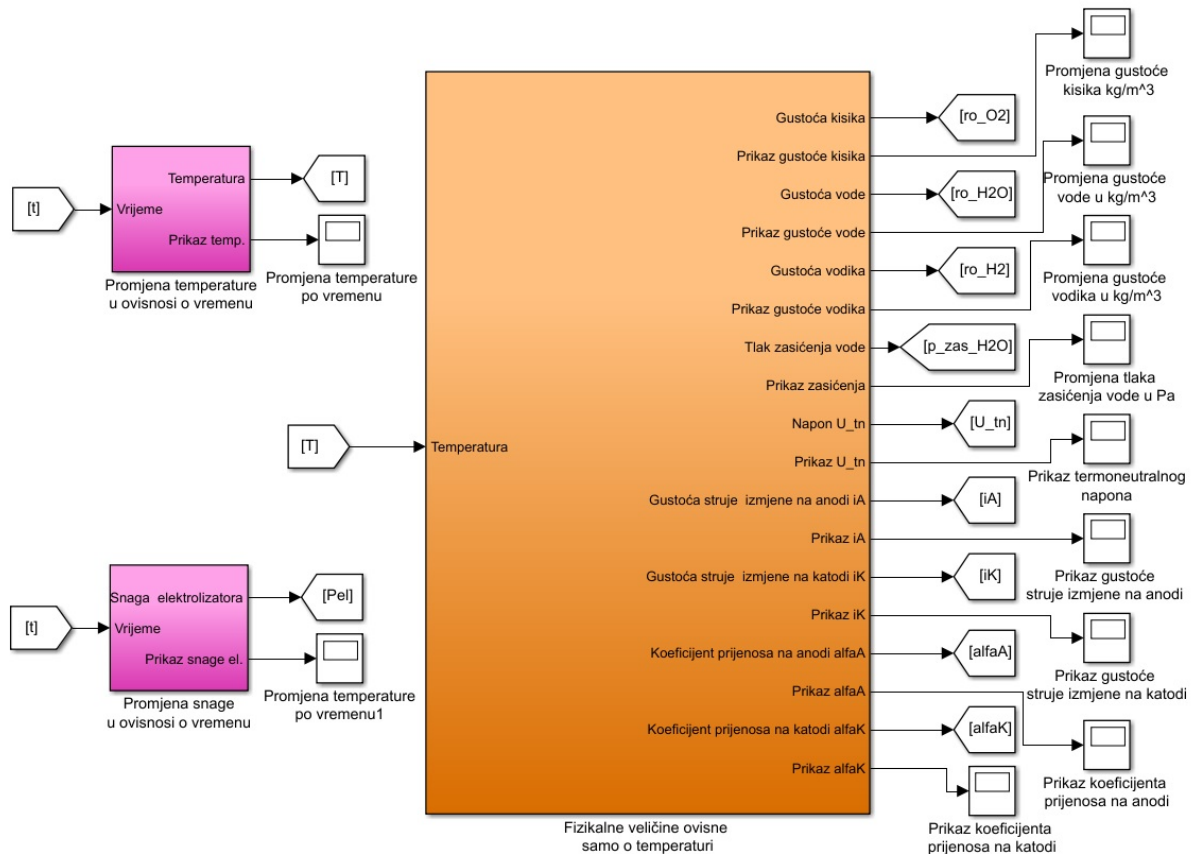 [t]
Vrijeme
Temperatura
Prikaz temp.
[T]
Promjena temperature
u ovisnosti o vremenu
Promjena temperature
po vremenu
[t]
Vrijeme
Snaga elektrolizatora
Prikaz snage el.
[Pel]
Promjena snage
u ovisnosti o vremenu
Promjena temperature
po vremenu1
[T]
Temperatura
Gustoća kisika
Prikaz gustoće kisika
Gustoća vode
Prikaz gustoće vode
Gustoća vodika
Prikaz gustoće vodika
Tlak zasićenja vode
Prikaz zasićenja
Napon U_tn
Prikaz U_tn
Gustoća struje izmjene na anodi iA
Prikaz iA
Gustoća struje izmjene na katodi iK
Prikaz iK
Koeficijent prijenosa na anodi alfaA
Prikaz alfaA
Koeficijent prijenosa na katodi alfaK
Prikaz alfaK
Fizikalne veličine ovisne
samo o temperaturi
[ro_O2]
[ro_H2O]
[ro_H2]
[p_zas_H2O]
[U_tn]
[iA]
[iK]
[alfaA]
[alfaK]
Promjena gustoće
kisika kg/m^3
Promjena gustoće
vode u kg/m^3
Promjena gustoće
vodika u kg/m^3
Promjena tlaka
zasićenja vode u Pa
Prikaz termoneutralnog
napona
Prikaz gustoće
struje izmjene na anodi
Prikaz gustoće
struje izmjene na katodi
Prikaz koeficijenta
prijenosa na anodi
Prikaz koeficijenta
prijenosa na katodi